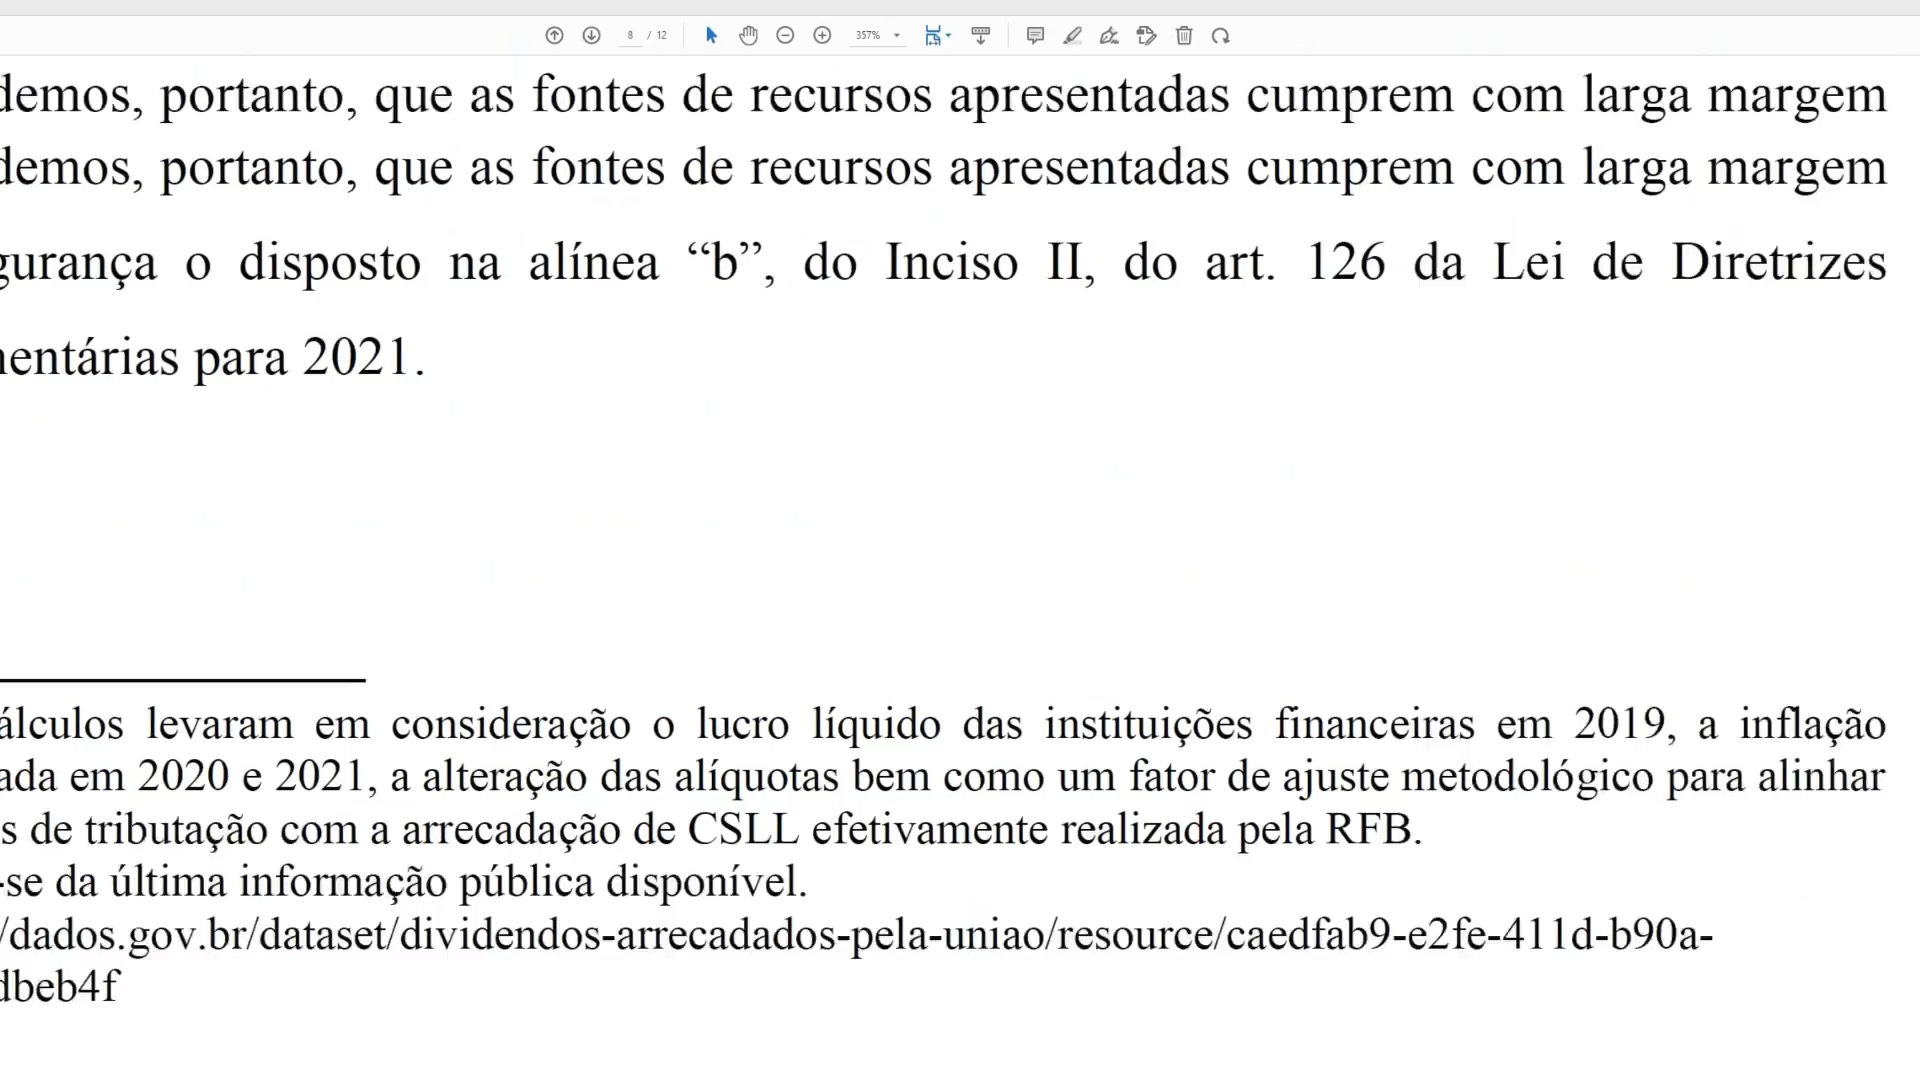 8 / 12 357%
demos, portanto, que as fontes de recursos apresentadas cumprem com larga margem
demos, portanto, que as fontes de recursos apresentadas cumprem com larga margem
gurança o disposto na alínea “b”, do Inciso II, do art. 126 da Lei de Diretrizes
nentárias para 2021.
álculos levaram em consideração o lucro líquido das instituições financeiras em 2019, a inflação
ada em 2020 e 2021, a alteração das alíquotas bem como um fator de ajuste metodológico para alinhar
s de tributação com a arrecadação de CSLL efetivamente realizada pela RFB.
-se da última informação pública disponível.
/dados.gov.br/dataset/dividendos-arrecadados-pela-uniao/resource/caedfab9-e2fe-411d-b90a-
dbeb4f